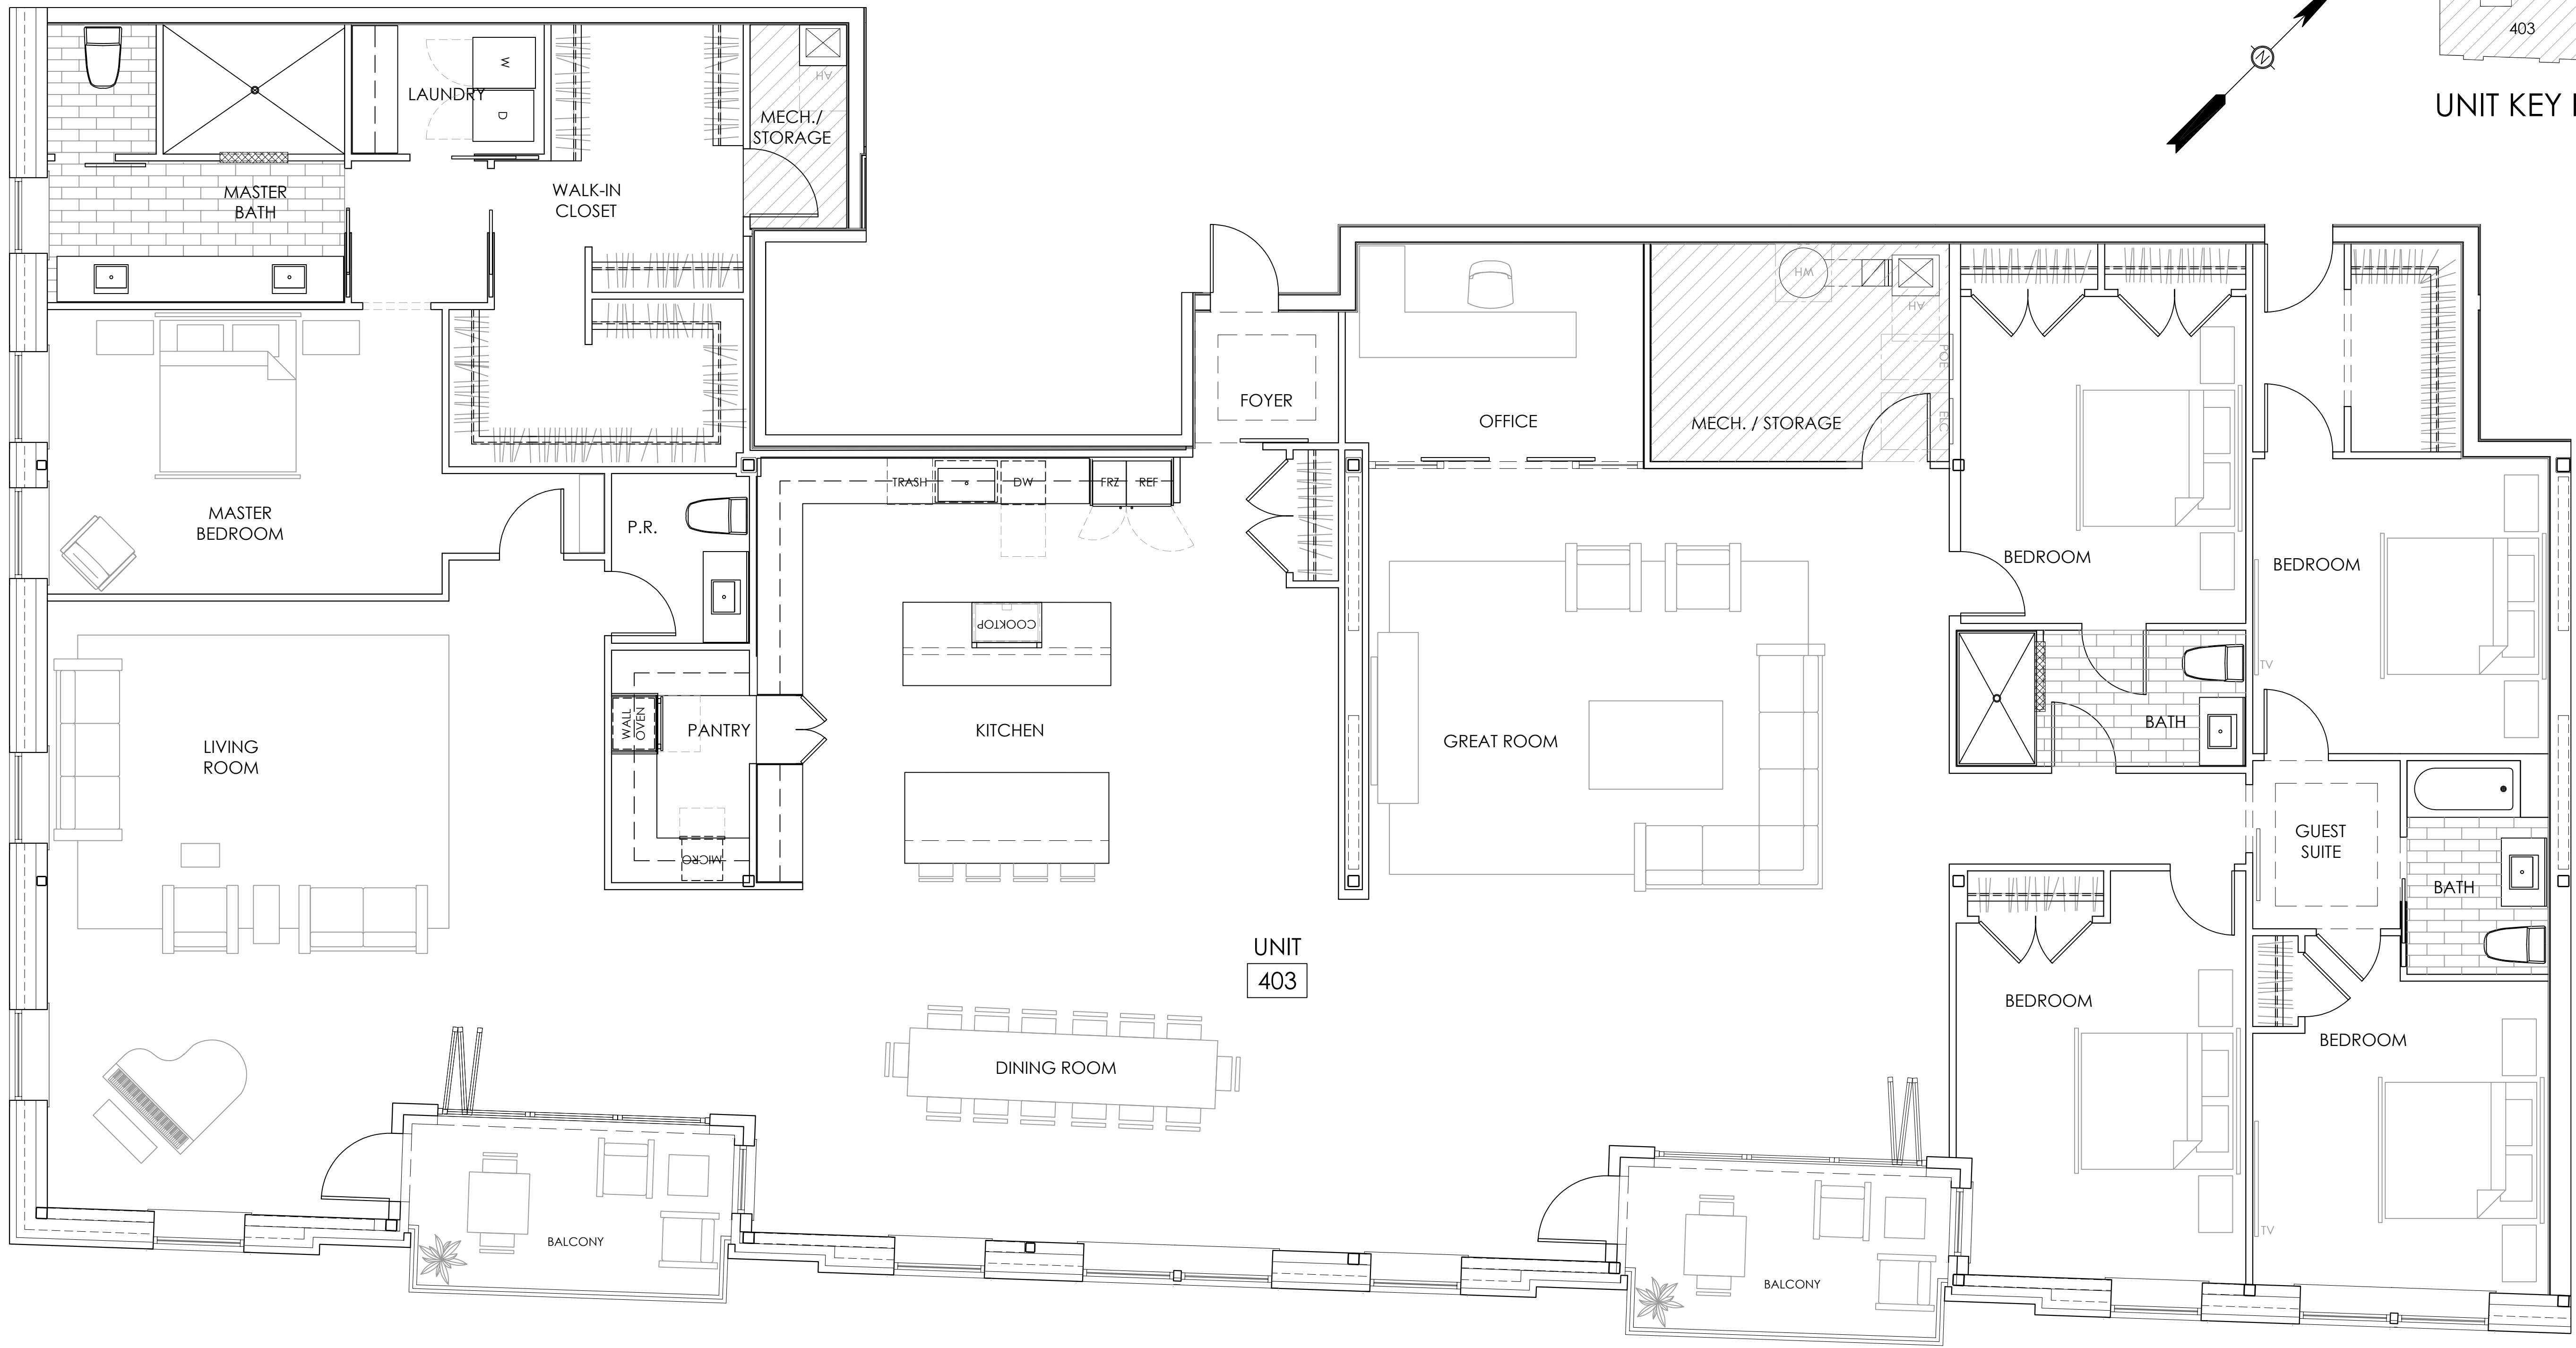 403
UNIT KEY
N
W
D
LAUNDRY
AH
MECH./
STORAGE
MASTER
BATH
WALK-IN
CLOSET
WH
AH
POE
ELC
FOYER
OFFICE
MECH. / STORAGE
TRASH
DW
FRZ
REF
MASTER
BEDROOM
P.R.
BEDROOM
BEDROOM
COOKTOP
TV
WALL
OVEN
PANTRY
KITCHEN
GREAT ROOM
BATH
LIVING
ROOM
GUEST
SUITE
MICRO
BATH
UNIT
403
BEDROOM
BEDROOM
DINING ROOM
TV
BALCONY
BALCONY